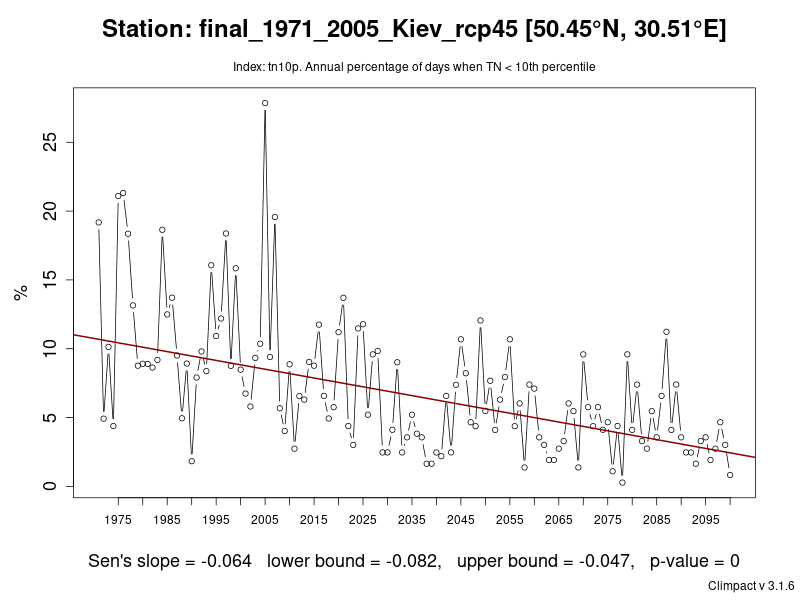 Station: final_1971_2005_Kiev_rcp45 [50.45°N, 30.51°E]
Index: tn10p. Annual percentage of days when TN < 10th percentile
25
20
15
10
5
0
%
1975 1985 1995 2005 2015 2025 2035 2045 2055 2065 2075 2085 2095
Sen's slope = -0.064 lower bound = -0.082, upper bound = -0.047, p-value = 0
Climpact v 3.1.6